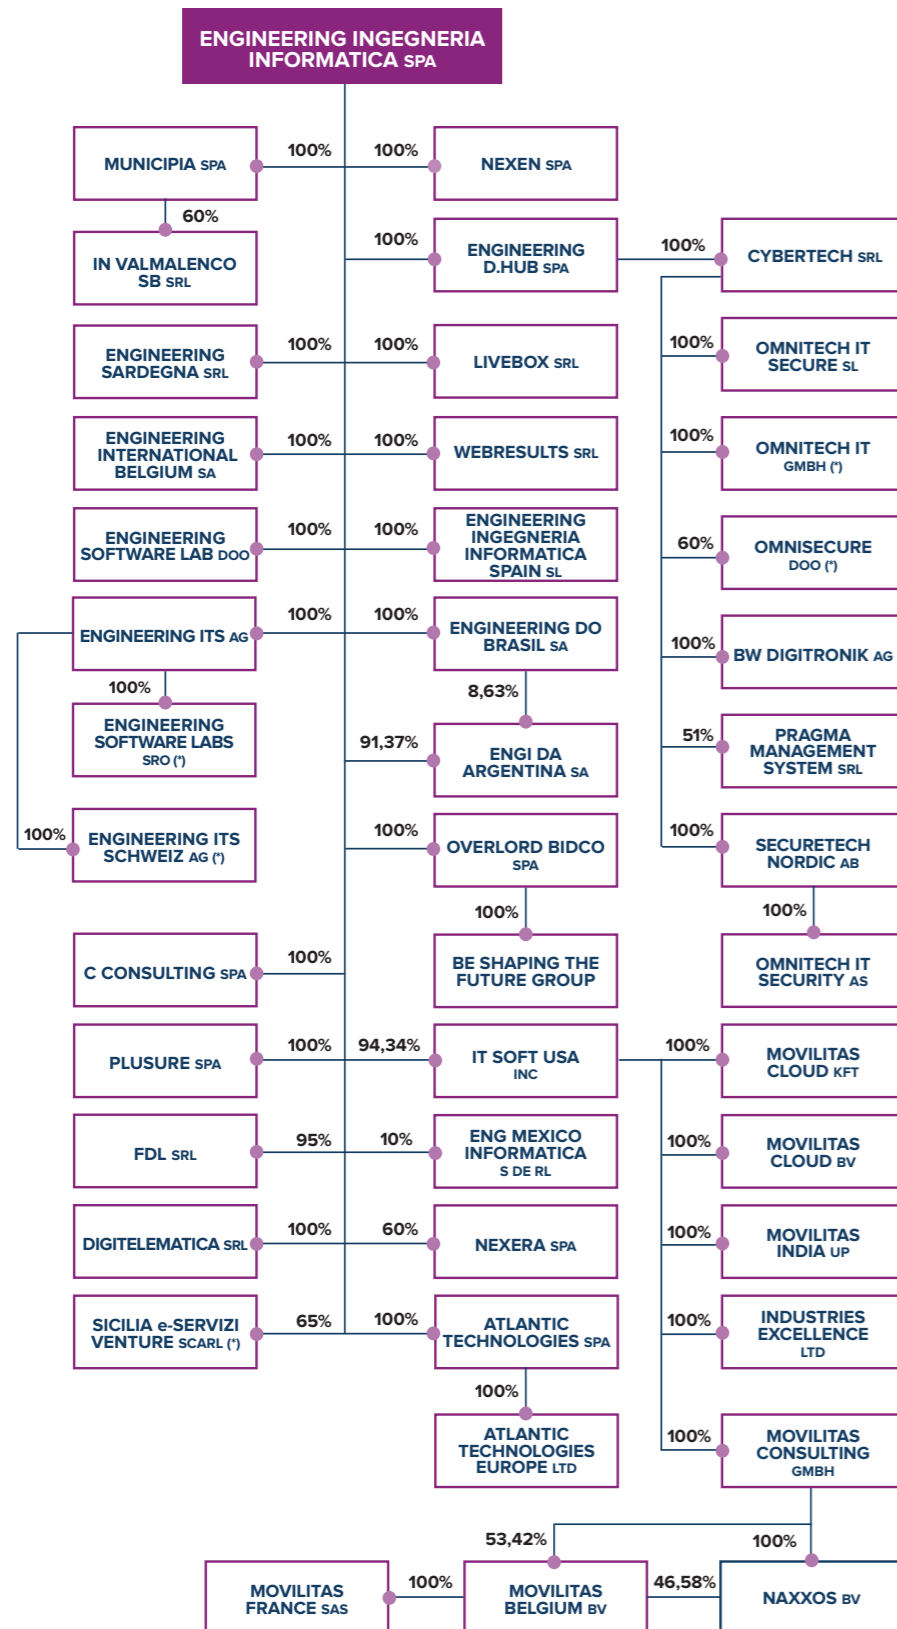 ENGINEERING INGEGNERIA
INFORMATICA SPA
MUNICIPIA SPA
100%
100%
NEXEN SPA
60%
IN VALMALENCO
SB SRL
100%
ENGINEERING
D.HUB SPA
100%
CYBERTECH SRL
ENGINEERING
SARDEGNA SRL
100%
100%
LIVEBOX SRL
100%
OMNITECH IT
SECURE SL
ENGINEERING
INTERNATIONAL
BELGIUM SA
100%
100%
WEBRESULTS SRL
100%
OMNITECH IT
GMBH (*)
ENGINEERING
SOFTWARE LAB DOO
100%
100%
ENGINEERING
INGEGNERIA
INFORMATICA
SPAIN SL
60%
OMNISECURE
DOO (*)
ENGINEERING ITS AG
100%
100%
ENGINEERING DO
BRASIL SA
100%
BW DIGITRONIK AG
100%
ENGINEERING
SOFTWARE LABS
SRO (*)
8,63%
91,37%
ENGI DA
ARGENTINA SA
51%
PRAGMA
MANAGEMENT
SYSTEM SRL
100%
ENGINEERING ITS
SCHWEIZ AG (*)
100%
OVERLORD BIDCO
SPA
100%
SECURETECH
NORDIC AB
100%
BE SHAPING THE
FUTURE GROUP
100%
OMNITECH IT
SECURITY AS
C CONSULTING SPA
100%
PLUSURE SPA
100%
94,34%
IT SOFT USA
INC
100%
MOVILITAS
CLOUD KFT
FDL SRL
95%
10%
ENG MEXICO
INFORMATICA
S DE RL
100%
MOVILITAS
CLOUD BV
DIGITELEMATICA SRL
100%
60%
NEXERA SPA
100%
MOVILITAS
INDIA UP
SICILIA e-SERVIZI
VENTURE SCARL (*)
65%
100%
ATLANTIC
TECHNOLOGIES SPA
100%
INDUSTRIES
EXCELLENCE
LTD
100%
ATLANTIC
TECHNOLOGIES
EUROPE LTD
100%
MOVILITAS
CONSULTING
GMBH
53,42%
100%
MOVILITAS
FRANCE SAS
100%
MOVILITAS
BELGIUM BV
46,58%
NAXXOS BV